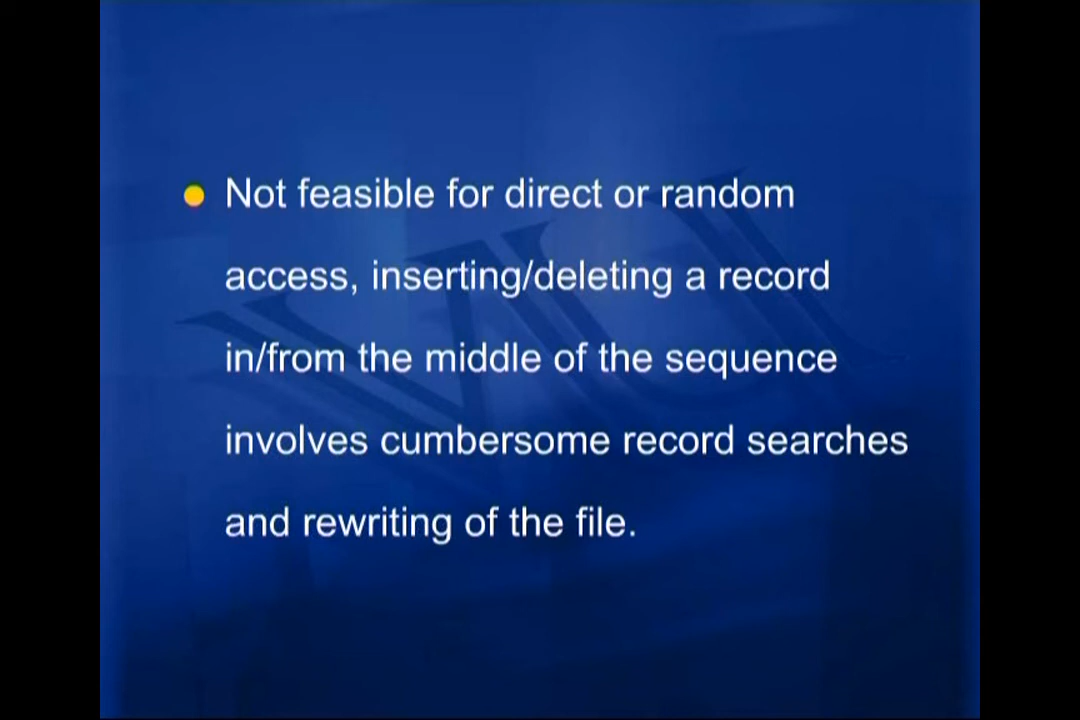 Not feasible for direct or random
access, inserting/deleting a record
in/from the middle of the sequence
involves cumbersome record searches
and rewriting of the file.
VU